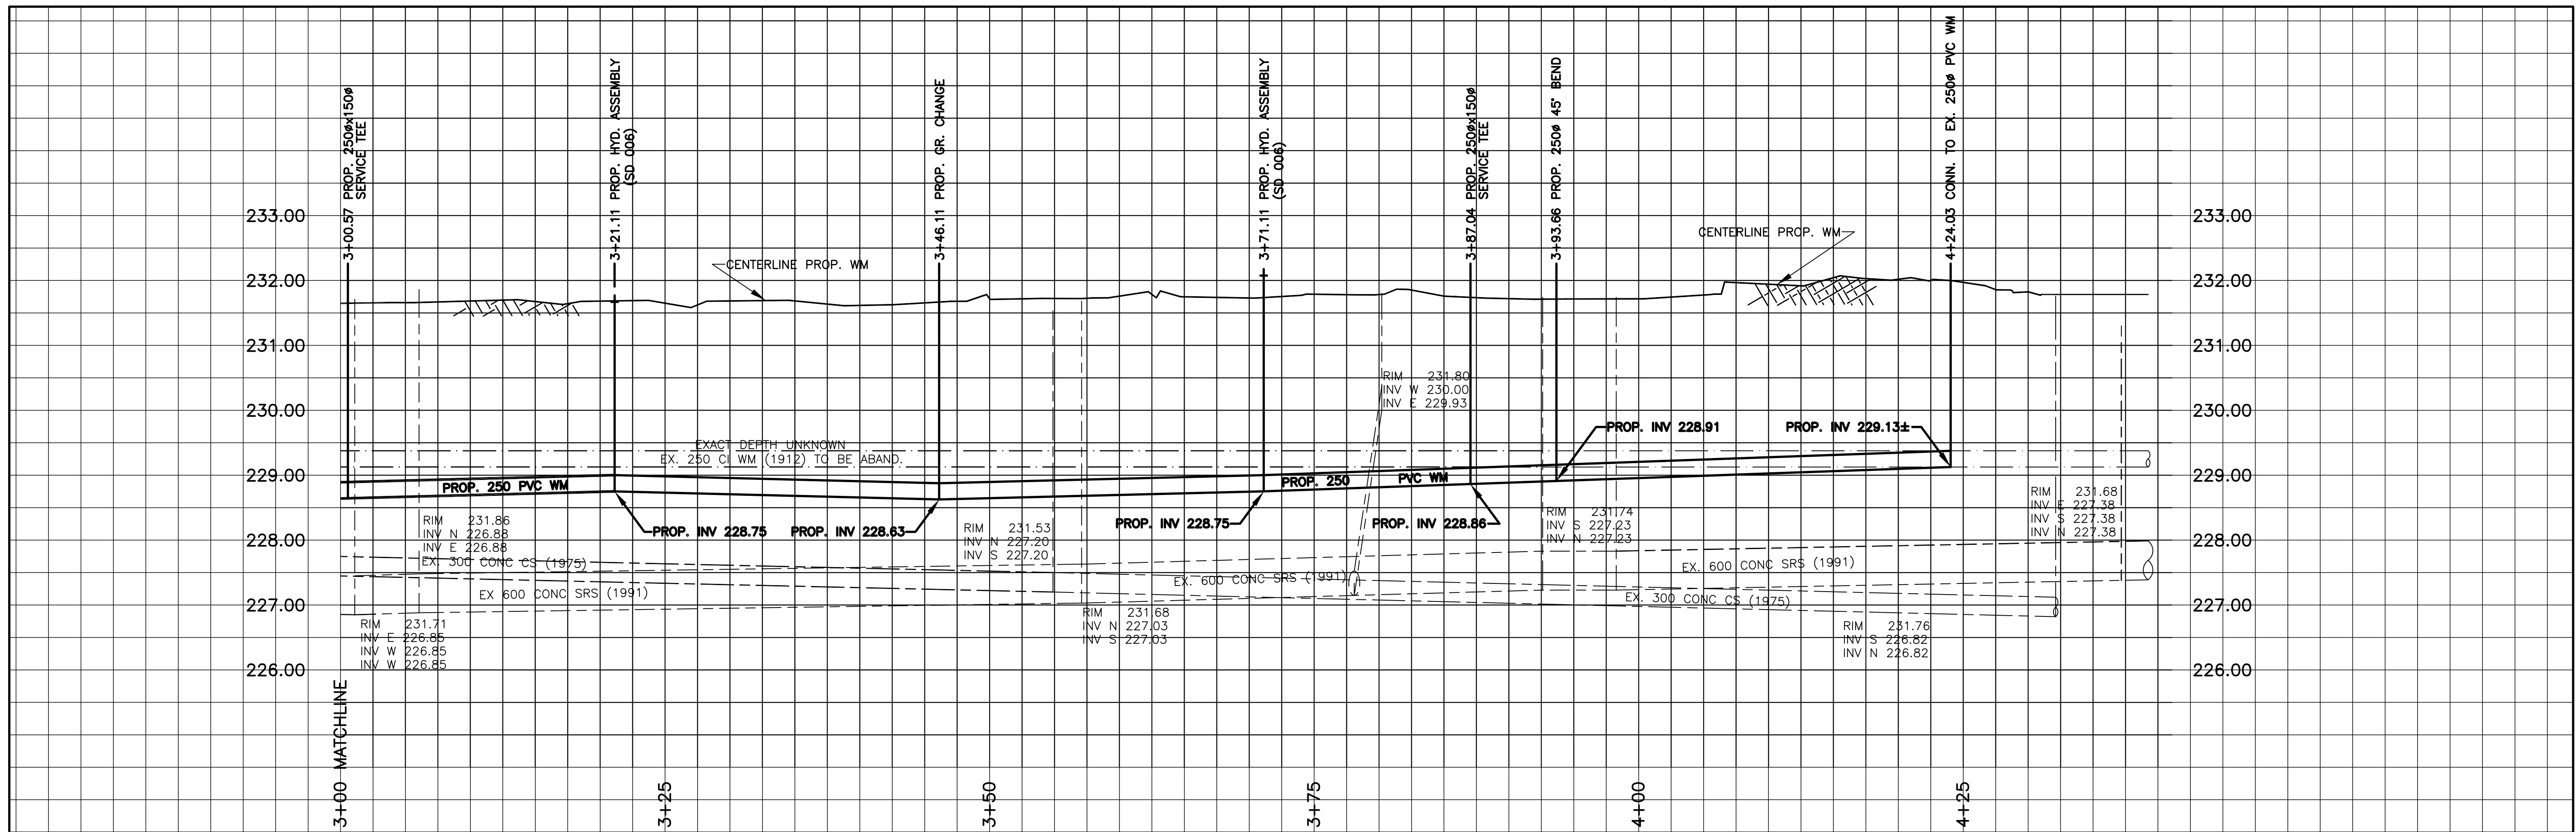 3+00.57 PROP. 250øx150ø
SERVICE TEE
3+21.11 PROP. HYD. ASSEMBLY
(SD 006)
3+46.11 PROP. GR. CHANGE
3+71.11 PROP. HYD. ASSEMBLY
(SD 006)
3+87.04 PROP. 250øx150ø
SERVICE TEE
3+93.66 PROP. 250ø 45° BEND
4+24.03 CONN. TO EX. 250ø PVC WM
233.00
232.00
231.00
230.00
229.00
228.00
227.00
226.00
CENTERLINE PROP. WM
CENTERLINE PROP. WM
233.00
232.00
231.00
230.00
229.00
228.00
227.00
226.00
RIM 231.80
INV W 230.00
INV E 229.93
EXACT DEPTH UNKNOWN
EX. 250 CI WM (1912) TO BE ABAND.
PROP. INV 228.91
PROP. INV 229.13±
PROP. 250 PVC WM
PROP. 250 PVC WM
PROP. INV 228.75
PROP. INV 228.63
PROP. INV 228.75
PROP. INV 228.86
RIM 231.86
INV N 226.88
INV E 226.88
EX. 300 CONC CS (1975)
RIM 231.53
INV N 227.20
INV S 227.20
RIM 231.74
INV S 227.23
INV N 227.23
RIM 231.68
INV E 227.38
INV S 227.38
INV N 227.38
EX 600 CONC SRS (1991)
EX. 600 CONC SRS (1991)
EX. 600 CONC SRS (1991)
EX. 300 CONC CS (1975)
RIM 231.71
INV E 226.85
INV W 226.85
INV W 226.85
RIM 231.68
INV N 227.03
INV S 227.03
RIM 231.76
INV S 226.82
INV N 226.82
3+00 MATCHLINE
3+25
3+50
3+75
4+00
4+25